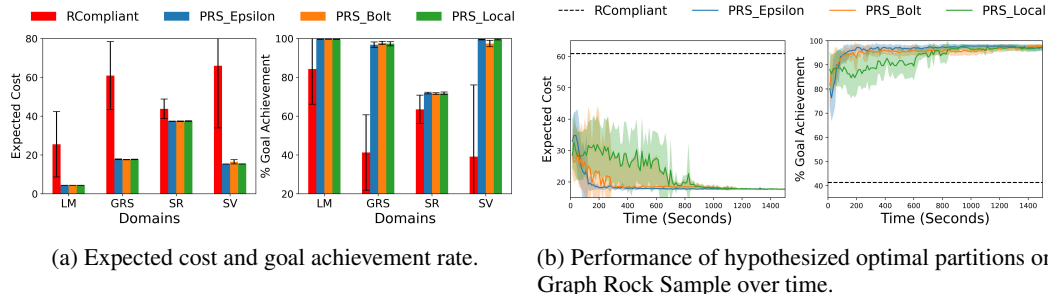 RCompliant PRS_Epsilon PRS_Bolt PRS_Local
80
60
40
20
0
Expected Cost
LM GRS SR SV
Domains
100
80
60
40
20
% Goal Achievement
LM GRS SR SV
Domains
(a) Expected cost and goal achievement rate.
RCompliant PRS_Epsilon PRS_Bolt PRS_Local
60
50
40
30
20
Expected Cost
0 200 400 600 800 1000 1200 1400
Time (Seconds)
100
90
80
70
60
50
40
% Goal Achievement
0 200 400 600 800 1000 1200 1400
Time (Seconds)
(b) Performance of hypothesized optimal partitions on
Graph Rock Sample over time.